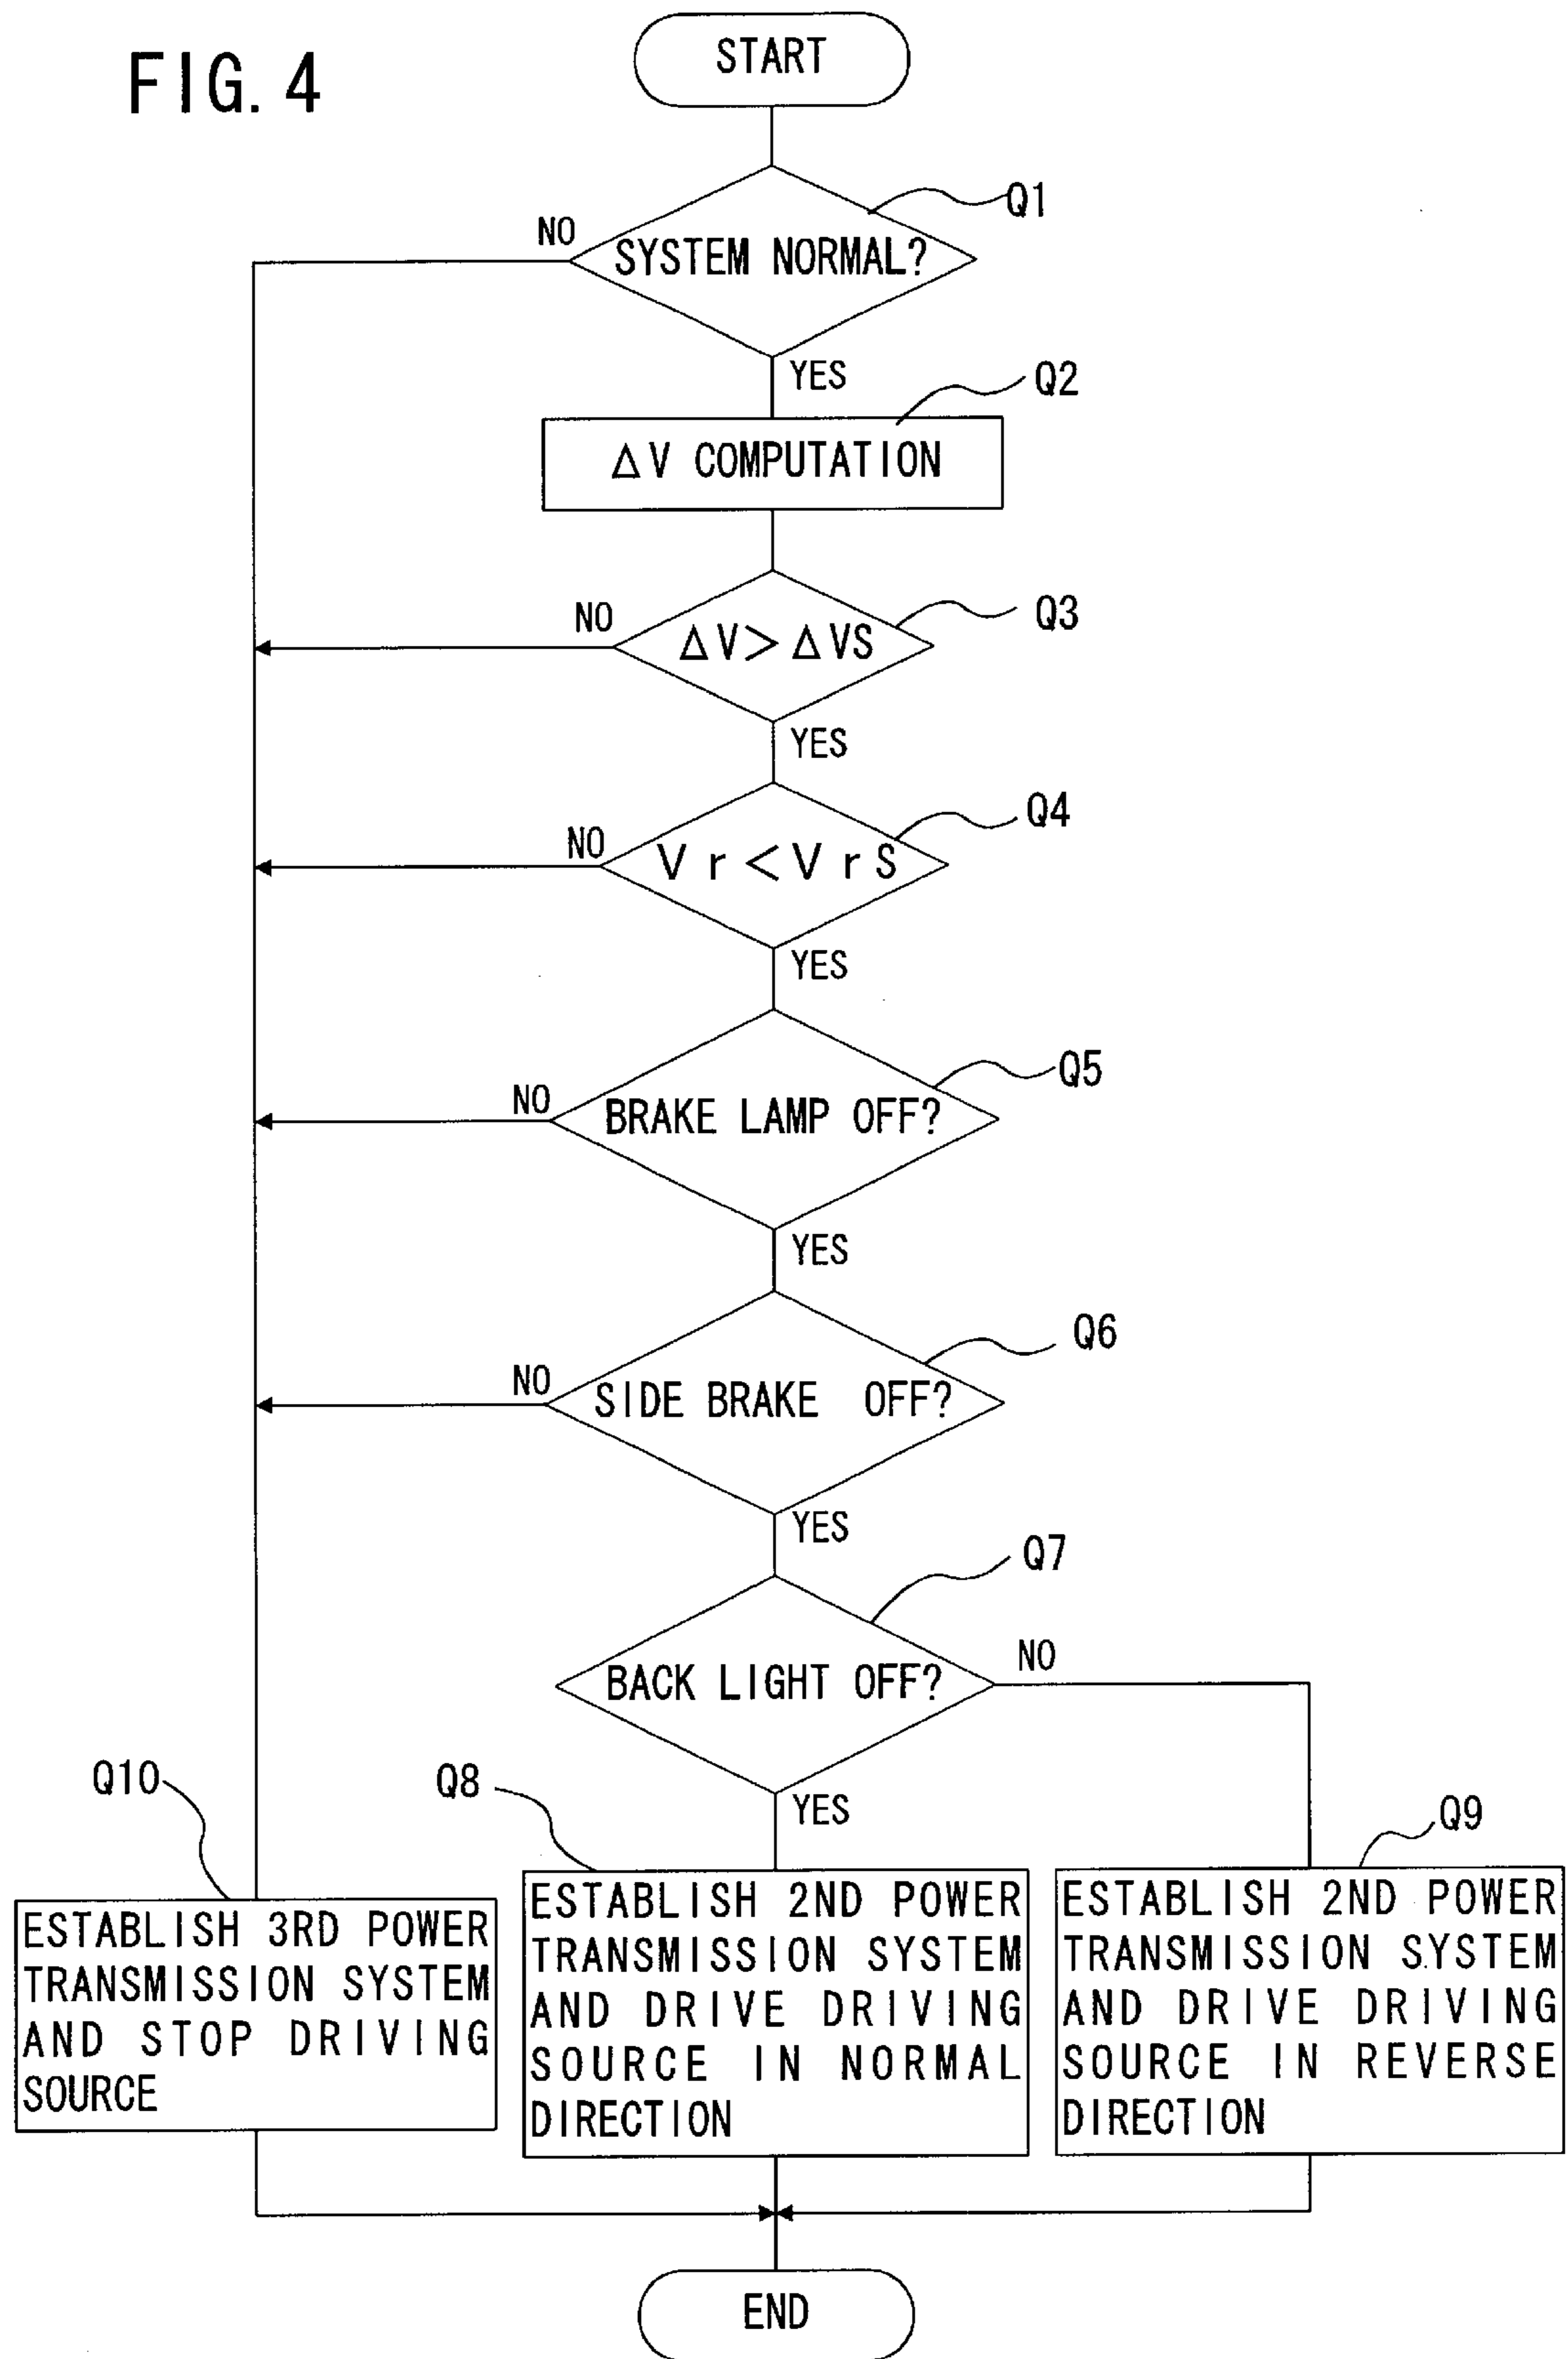 FIG. 4
START
Q1
NO
SYSTEM NORMAL?
YES
Q2
ΔV COMPUTATION
NO
Q3
ΔV>ΔVS
YES
Q4
NO
Vr<VrS
YES
Q5
NO
BRAKE LAMP OFF?
YES
Q6
NO
SIDE BRAKE OFF?
YES
Q7
NO
BACK LIGHT OFF?
YES
Q10
Q8
Q9
ESTABLISH 3RD POWER
TRANSMISSION SYSTEM
AND STOP DRIVING
SOURCE
ESTABLISH 2ND POWER
TRANSMISSION SYSTEM
AND DRIVE DRIVING
SOURCE IN NORMAL
DIRECTION
ESTABLISH 2ND POWER
TRANSMISSION SYSTEM
AND DRIVE DRIVING
SOURCE IN REVERSE
DIRECTION
END